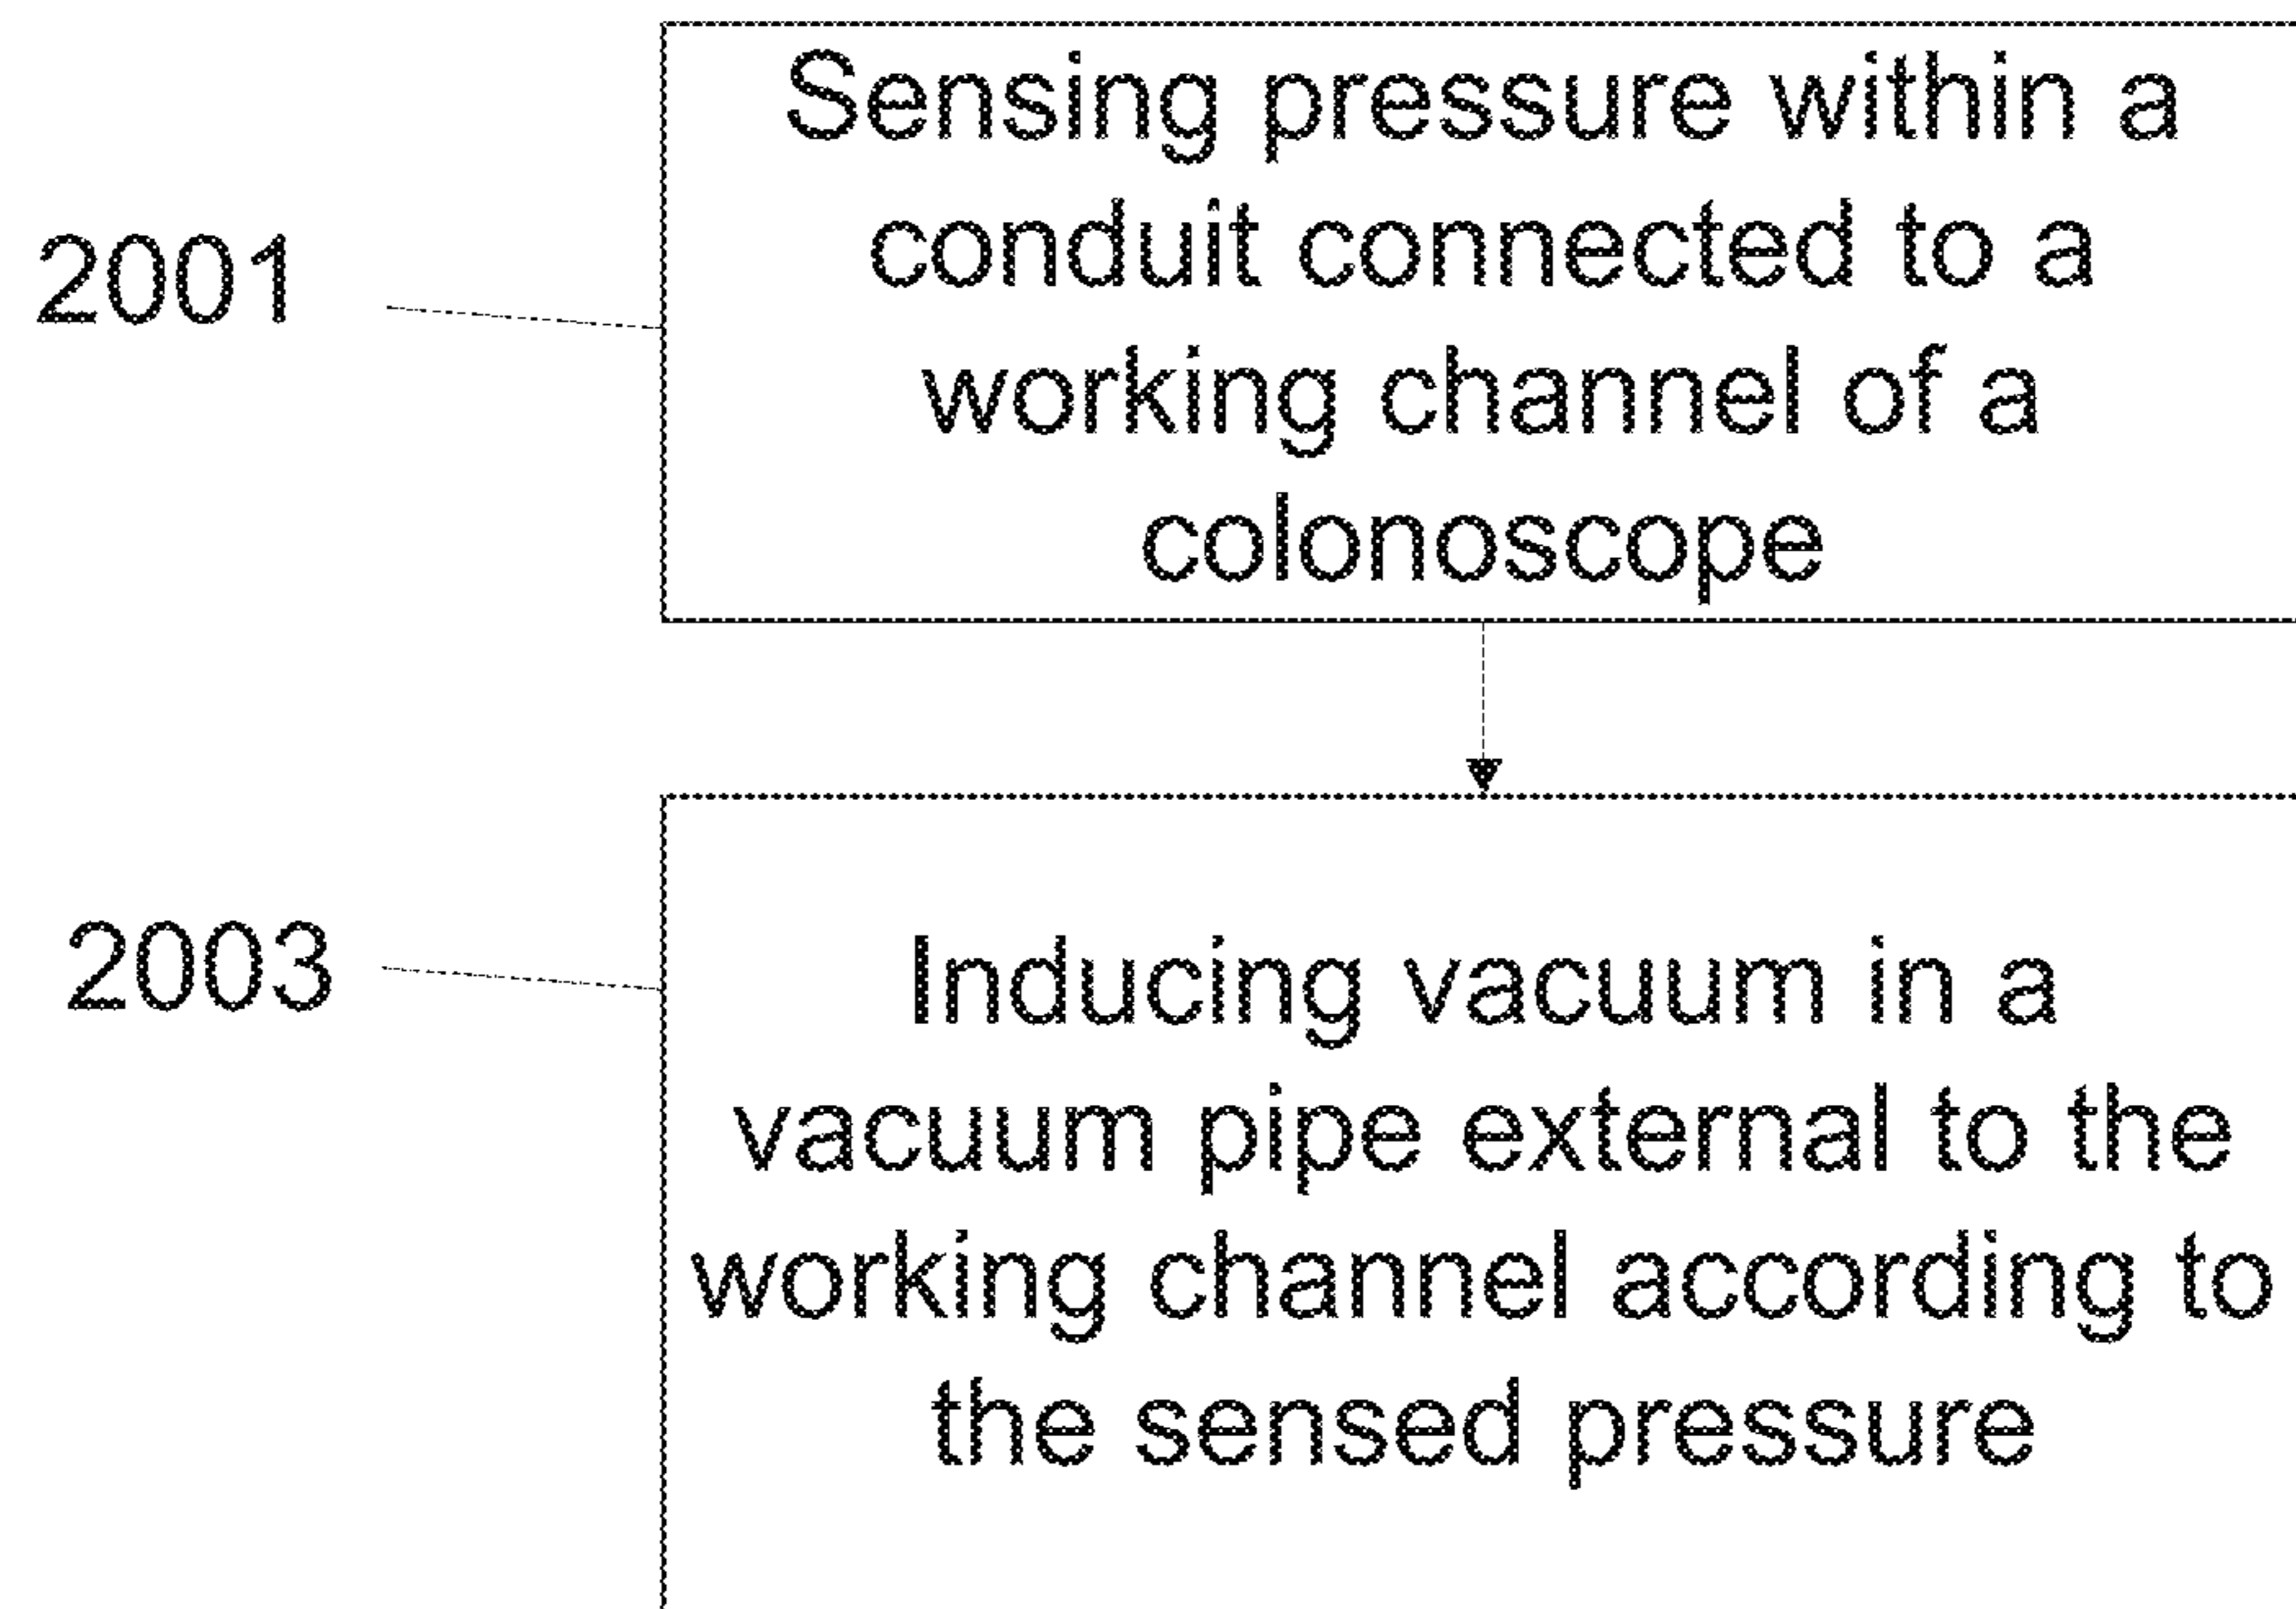 Sensing pressure within a
conduit connected to a
2001
working channel of a
colonoscope
Inducing vacuum in a
2003
vacuum pipe external to the
working channel according to
the sensed pressure